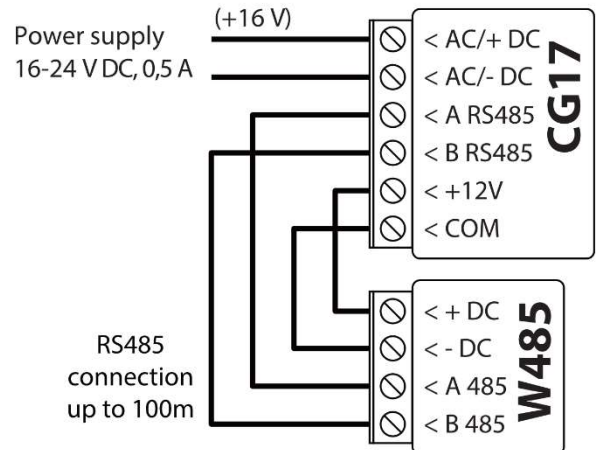 (+16 V)
Power supply
16-24 V DC, 0,5 A
< AC/+ DC
< AC/- DC
< A RS485
< B RS485
< +12V
< COM
CG17
< + DC
< - DC
< A 485
< B 485
W485
RS485
connection
up to 100m